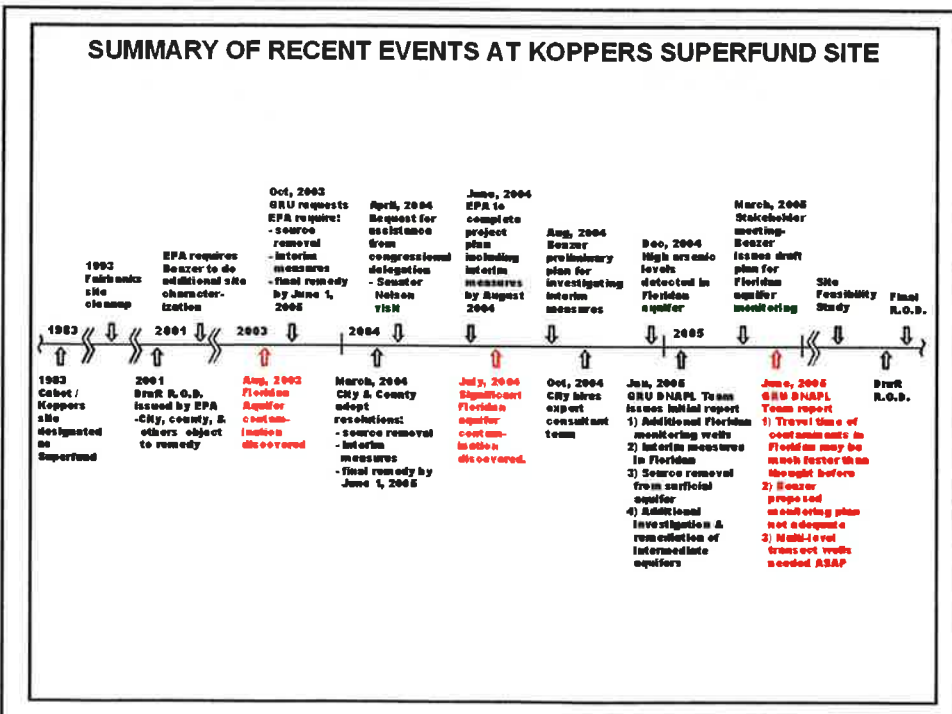 SUMMARY OF RECENT EVENTS AT KOPPERS SUPERFUND SITE
1993
Fairbanks
site
cleanup
EPA requires
Beazer to do
additional site
character-
ization
Oct, 2003
GRU requests
EPA require:
- source
removal
- interim
measures
- final remedy
by June 1,
2005
April, 2004
Request for
assistance
from
congressional
delegation
- Senator
Nelson
visit
June, 2004
EPA to
complete
project
plan
including
interim
measures
by August
2004
Aug, 2004
Beazer
preliminary
plan for
investigating
interim
measures
Dec, 2004
High arsenic
levels
detected in
Floridan
aquifer
March, 2005
Stakeholder
meeting-
Beazer
issues draft
plan for
Floridan
aquifer
monitoring
Site
Feasibility
Study
Final
R.O.D.
1983
2001
2003
2004
2005
1983
Cabot /
Koppers
site
designated
as
Superfund
2001
Draft R.O.D.
issued by EPA
-City, county, &
others object
to remedy
Aug, 2003
Floridan
Aquifer
contam-
ination
discovered
March, 2004
City & County
adopt
resolutions:
- source removal
- interim
measures
- final remedy by
June 1, 2005
July, 2004
Significant
Floridan
aquifer
contam-
ination
discovered.
Oct, 2004
City hires
expert
consultant
team
Jan, 2005
GRU DNAPL Team
issues initial report
1) Additional Floridan
monitoring wells
2) Interim measures
in Floridan
3) Source removal
from surficial
aquifer
4) Additional
investigation &
remediation of
intermediate
aquifers
June, 2005
GRU DNAPL
Team report
1) Travel time of
contaminants in
Floridan may be
much faster than
thought before
2) Beazer
proposed
monitoring plan
not adequate
3) Multi-level
transect wells
needed ASAP
Draft
R.O.D.